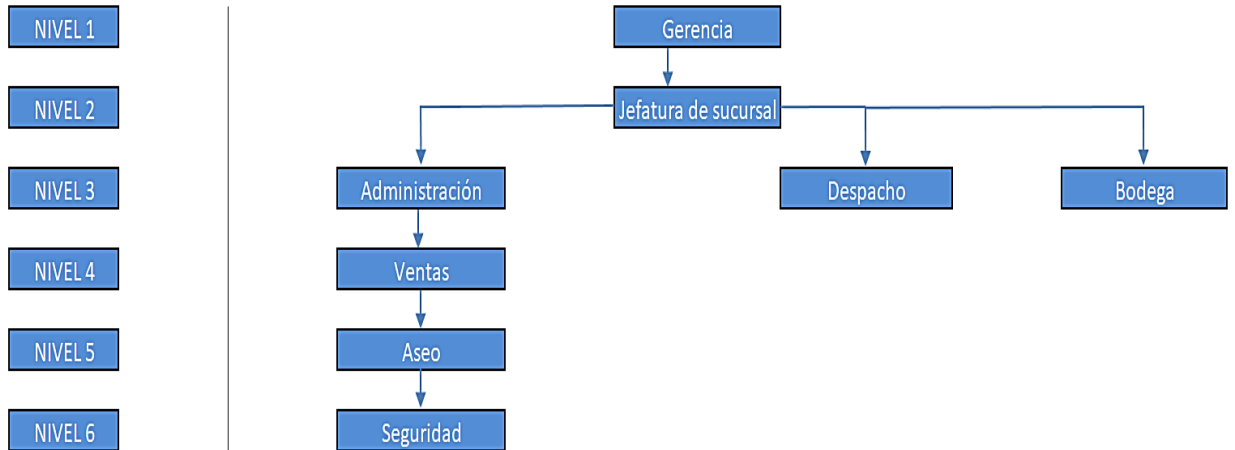 NIVEL 1
Gerencia
NIVEL 2
Jefatura de sucursal
NIVEL 3
Administración
Despacho
Bodega
NIVEL 4
Ventas
NIVEL 5
Aseo
NIVEL 6
Seguridad